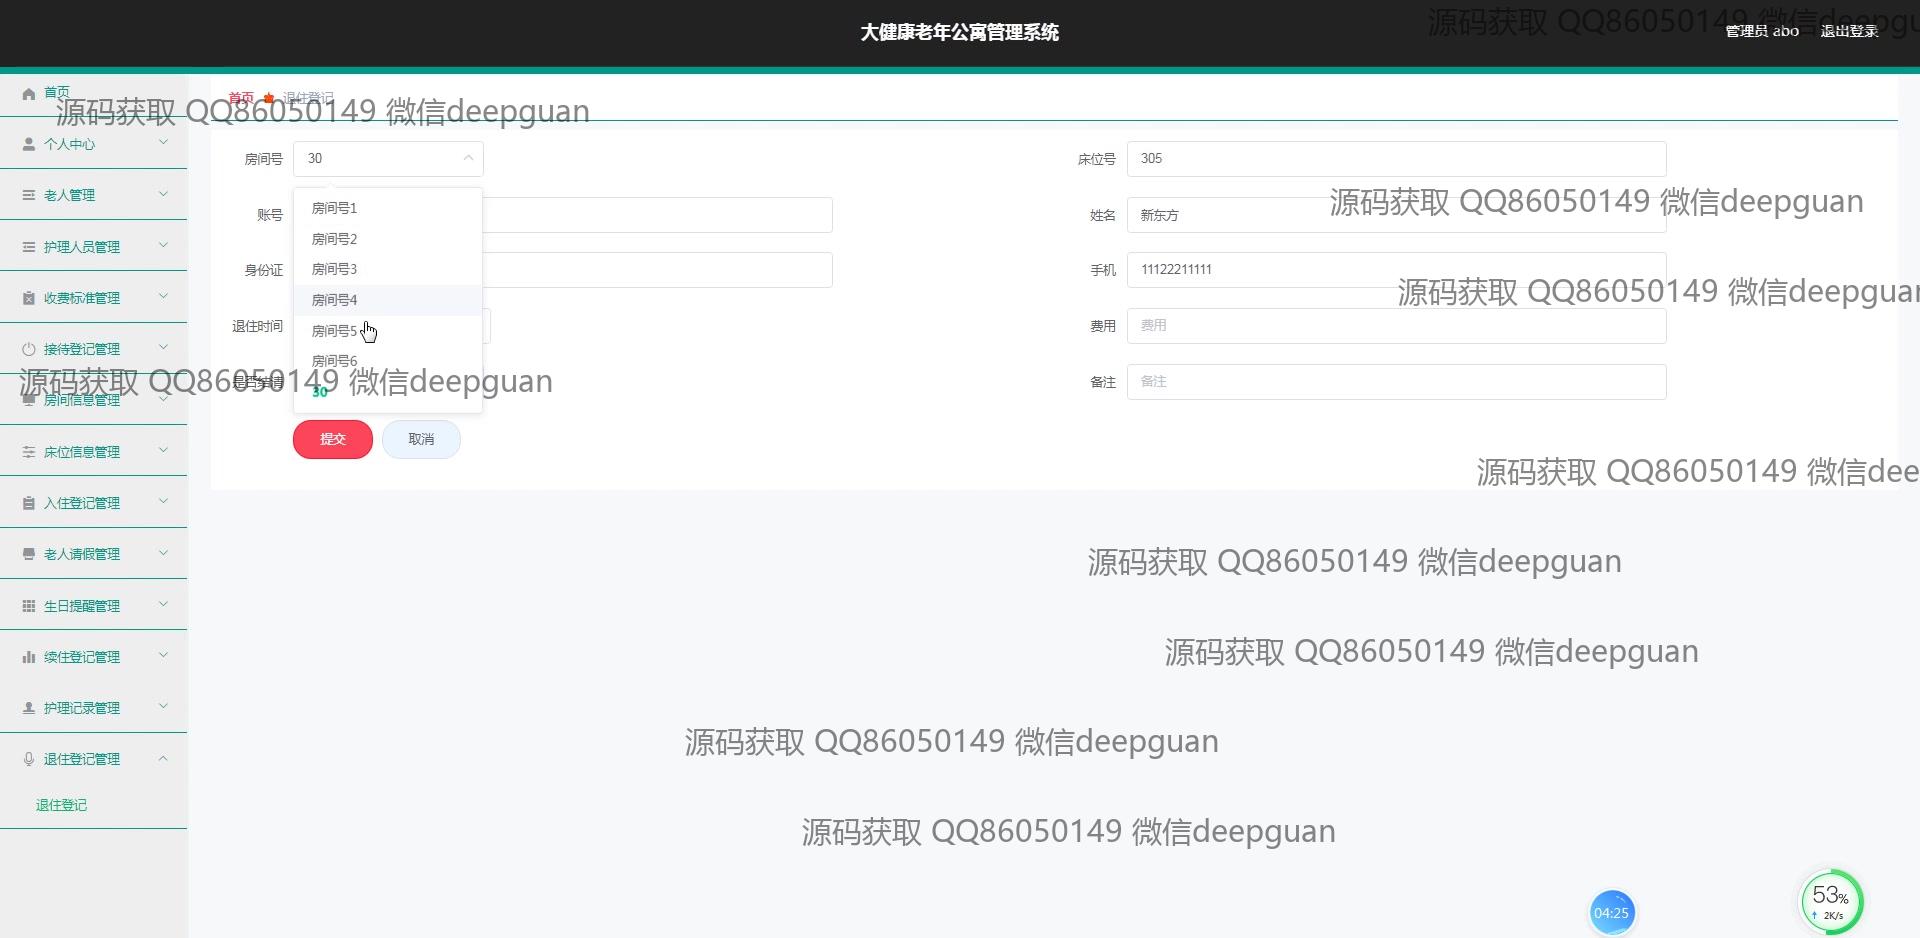 大健康老年公寓管理系统
源码获取 QQ86050149 微信deepgu
管理员 abo 退出登录
首页
首页 退住登记
源码获取 QQ86050149 微信deepguan
个人中心
房间号 30
床位号 305
老人管理
房间号1
账号
姓名 新东方
源码获取 QQ86050149 微信deepguan
房间号2
护理人员管理
身份证
房间号3
手机 11122211111
收费标准管理
房间号4
源码获取 QQ86050149 微信deepguan
退住时间
房间号5
费用 费用
接待登记管理
房间号6
源码获取 QQ86050149 微信deepguan
是否结清
30
备注 备注
房间信息管理
提交 取消
床位信息管理
源码获取 QQ86050149 微信dee
入住登记管理
老人请假管理
源码获取 QQ86050149 微信deepguan
生日提醒管理
续住登记管理
源码获取 QQ86050149 微信deepguan
护理记录管理
源码获取 QQ86050149 微信deepguan
退住登记管理
退住登记
源码获取 QQ86050149 微信deepguan
53%
2K/s
04:25